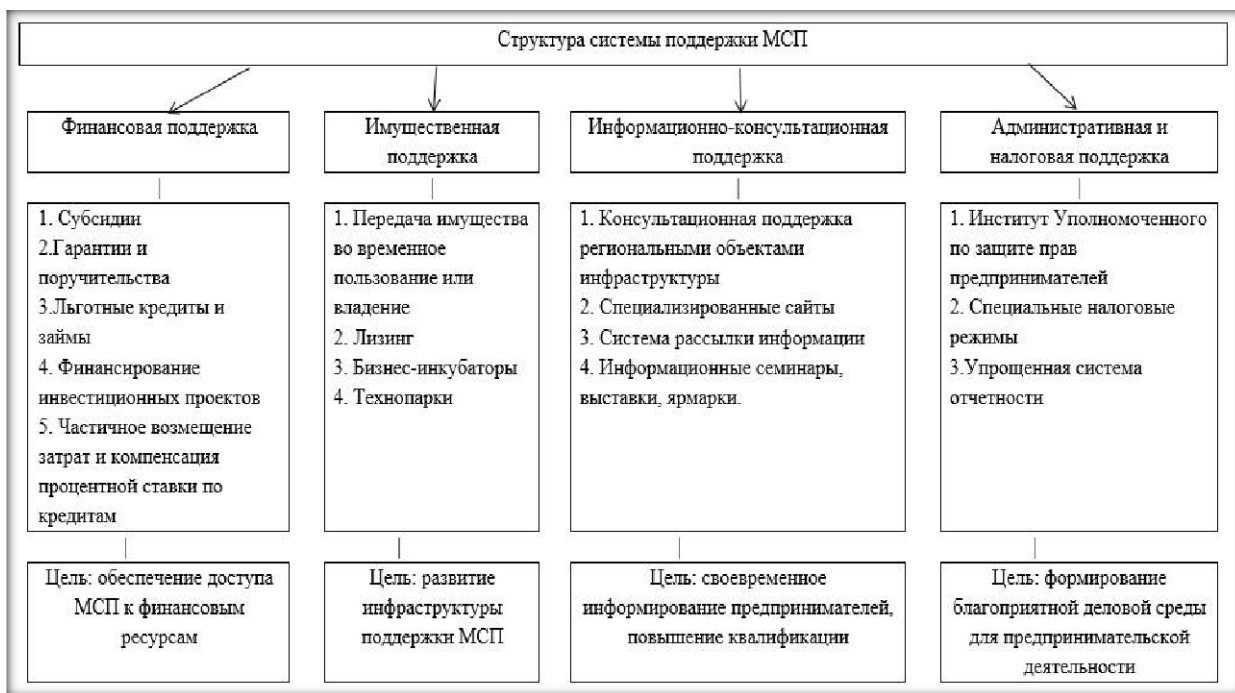 Структура системы поддержки МСП
Финансовая поддержка
Имущественная
поддержка
Информационно-консультационная
поддержка
Административная и
налоговая поддержка
1. Субсидии
2.Гарантии и
поручительства
3.Льготные кредиты и
займы
4. Финансирование
инвестиционных проектов
5. Частичное возмещение
затрат и компенсация
процентной ставки по
кредитам
1. Передача имущества
во временное
пользование или
владение
2. Лизинг
3. Бизнес-инкубаторы
4. Технопарки
1. Консультационная поддержка
региональными объектами
инфраструктуры
2. Специализированные сайты
3. Система рассылки информации
4. Информационные семинары,
выставки, ярмарки.
1. Институт Уполномоченного
по защите прав
предпринимателей
2. Специальные налоговые
режимы
3.Упрощенная система
отчетности
Цель: обеспечение доступа
МСП к финансовым
ресурсам
Цель: развитие
инфраструктуры
поддержки МСП
Цель: своевременное
информирование предпринимателей,
повышение квалификации
Цель: формирование
благоприятной деловой среды
для предпринимательской
деятельности